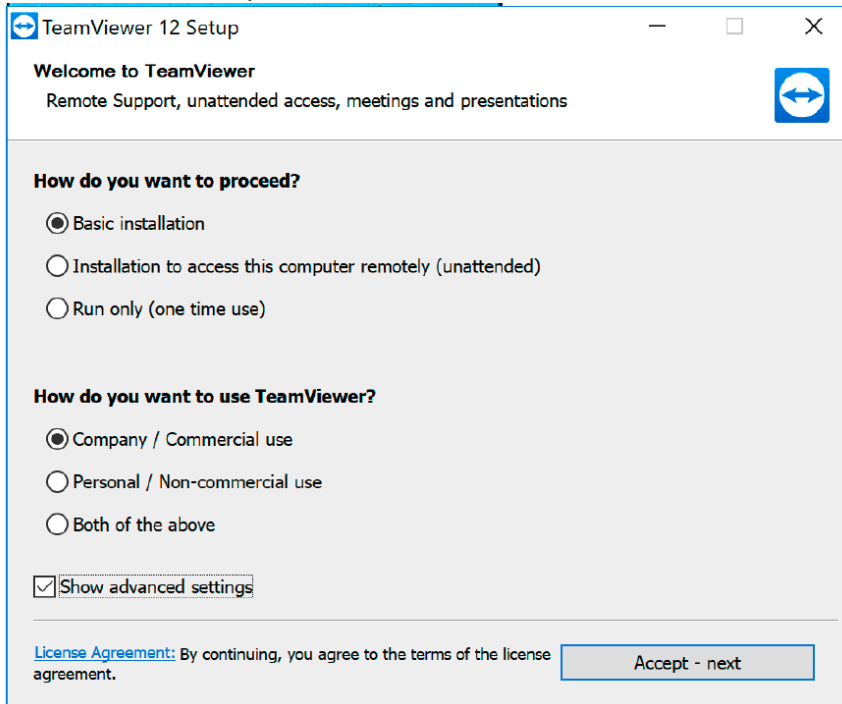 TeamViewer 12 Setup
Welcome to TeamViewer
Remote Support, unattended access, meetings and presentations
How do you want to proceed?
Basic installation
Installation to access this computer remotely (unattended)
Run only (one time use)
How do you want to use TeamViewer?
Company / Commercial use
Personal / Non-commercial use
Both of the above
Show advanced settings
License Agreement: By continuing, you agree to the terms of the license
agreement.
Accept - next